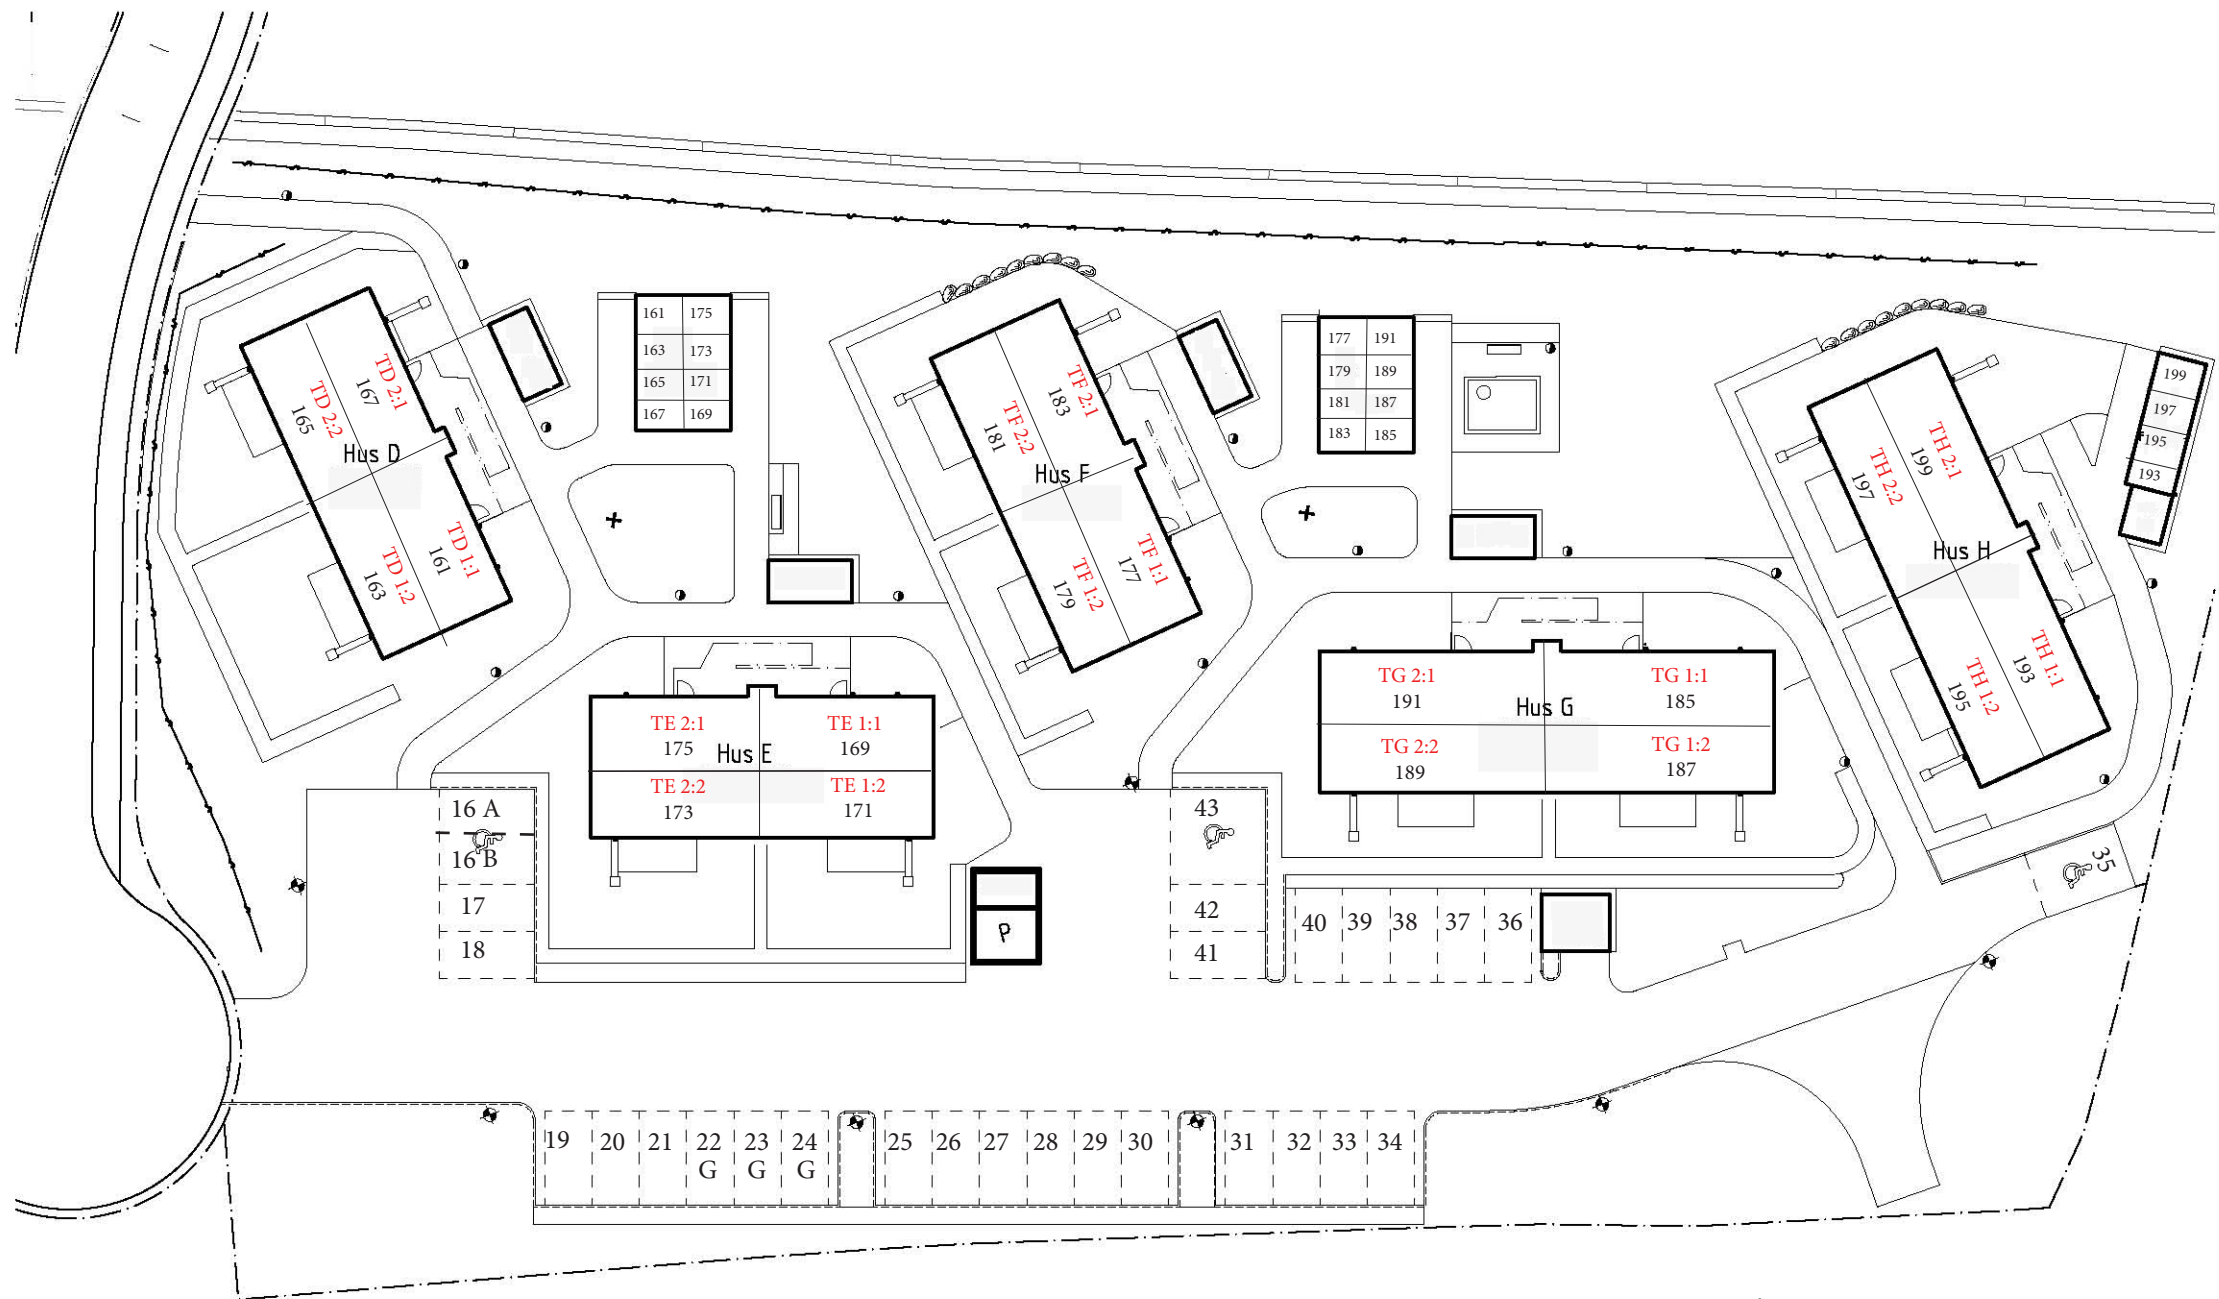 161 175
163 173
165 171
167 169
177 191
179 189
181 187
183 185
199
197
195
193
TD 2:1
167
TD 2:2
165
Hus D
TD 1:1
161
TD 1:2
163
TF 2:1
183
TF 2:2
181
Hus F
TF 1:1
177
TF 1:2
179
TH 2:1
199
TH 2:2
197
Hus H
TH 1:1
193
TH 1:2
195
TE 2:1
175
TE 1:1
169
Hus E
TE 2:2
173
TE 1:2
171
TG 2:1
191
TG 1:1
185
Hus G
TG 2:2
189
TG 1:2
187
16 A
16 B
17
18
P
43
42
41
40 39 38 37 36
35
19 20 21 22 23 24 25 26 27 28 29 30 31 32 33 34
G G G